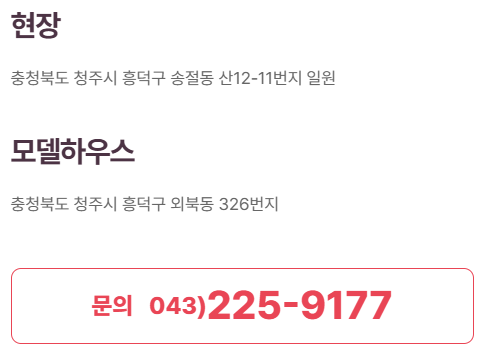 현장
충청북도 청주시 흥덕구 송절동 산12-11번지 일원
모델하우스
충청북도 청주시 흥덕구 외북동 326번지
문의 043)225-9177